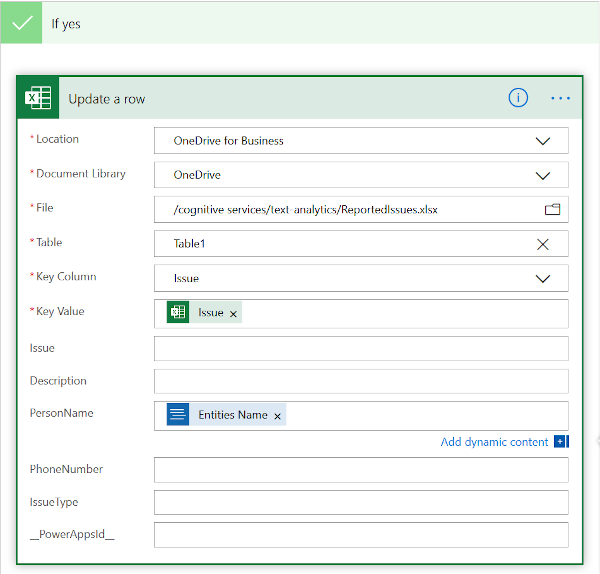 If yes
Update a row
* Location OneDrive for Business
* Document Library OneDrive
* File /cognitive services/text-analytics/ReportedIssues.xlsx
* Table Table1
* Key Column Issue
* Key Value Issue ×
Issue
Description
PersonName Entities Name ×
Add dynamic content
PhoneNumber
IssueType
__PowerAppsId__